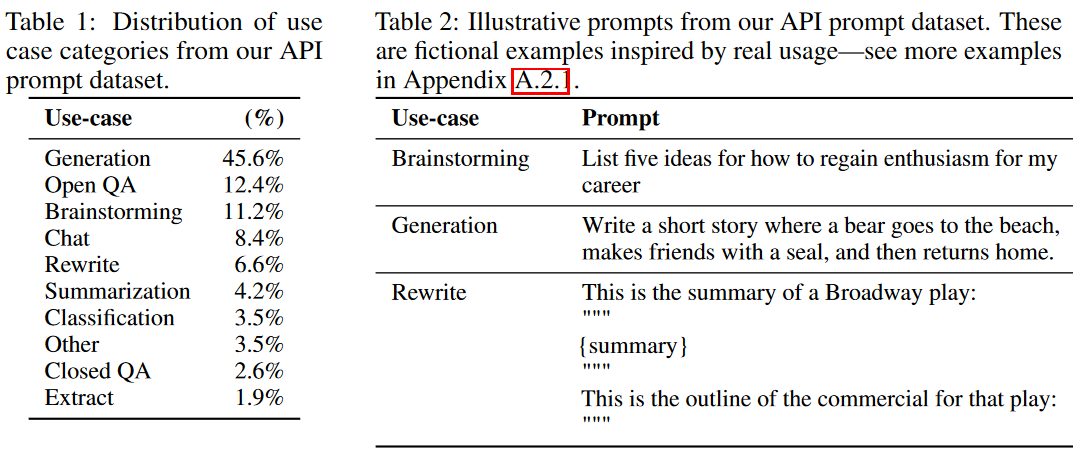 Table 1: Distribution of use
case categories from our API
prompt dataset.
Use-case (%)
Generation 45.6%
Open QA 12.4%
Brainstorming 11.2%
Chat 8.4%
Rewrite 6.6%
Summarization 4.2%
Classification 3.5%
Other 3.5%
Closed QA 2.6%
Extract 1.9%
Table 2: Illustrative prompts from our API prompt dataset. These
are fictional examples inspired by real usage—see more examples
in Appendix A.2.1.
Use-case Prompt
Brainstorming List five ideas for how to regain enthusiasm for my
career
Generation Write a short story where a bear goes to the beach,
makes friends with a seal, and then returns home.
Rewrite This is the summary of a Broadway play:
"""
{summary}
"""
This is the outline of the commercial for that play:
"""